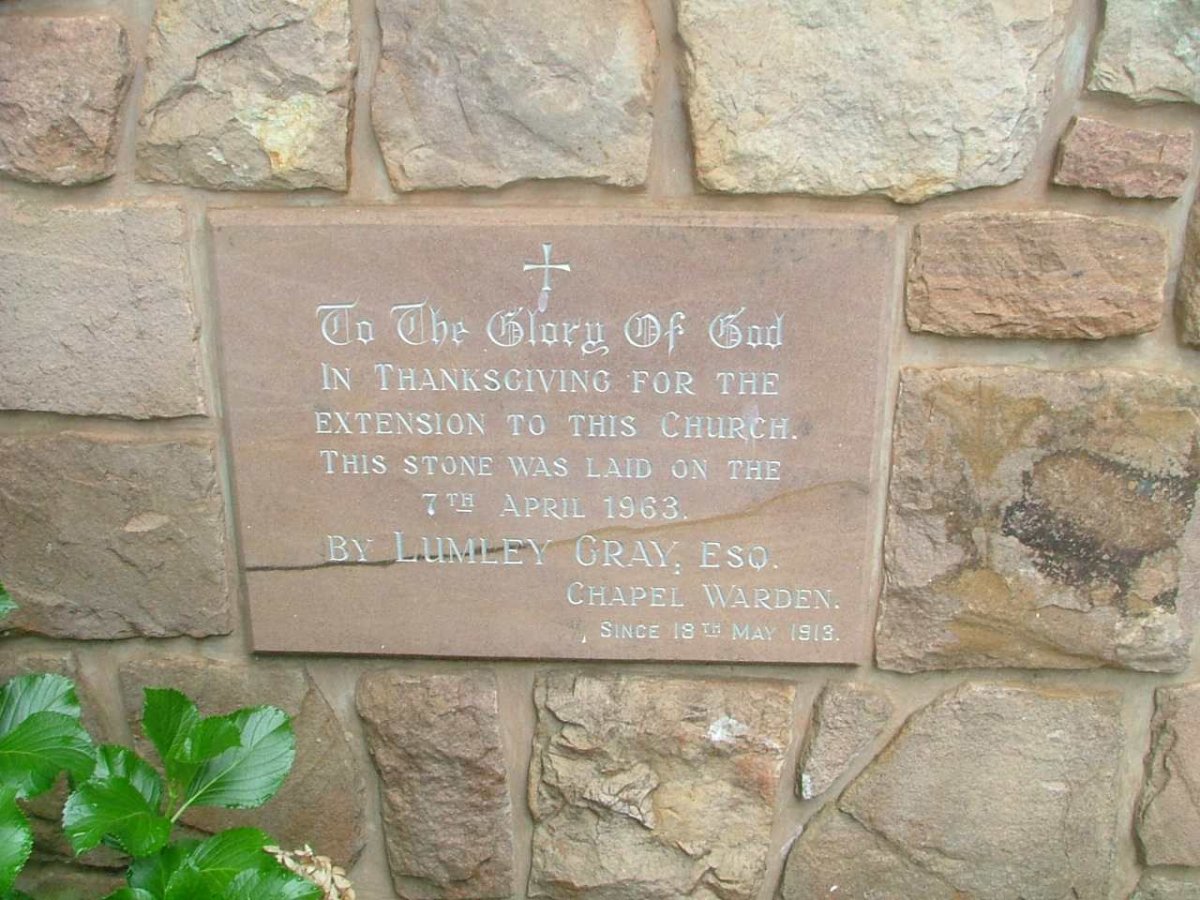 To The Glory Of God
In Thanksgiving for the
extension to this Church.
This stone was laid on the
7TH April 1963.
by Lumley Gray, Esq.
Chapel Warden.
Since 18TH May 1913.